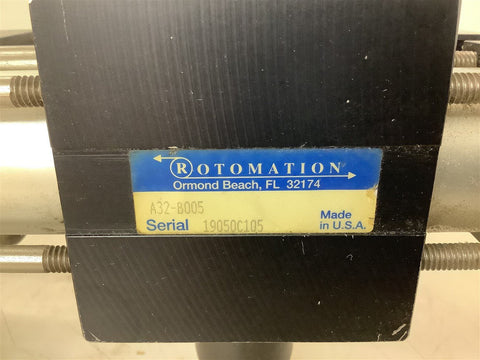 ROTOMATION
Ormond Beach, FL 32174
A32-B005
Serial 19050C105
Made
in U.S.A.